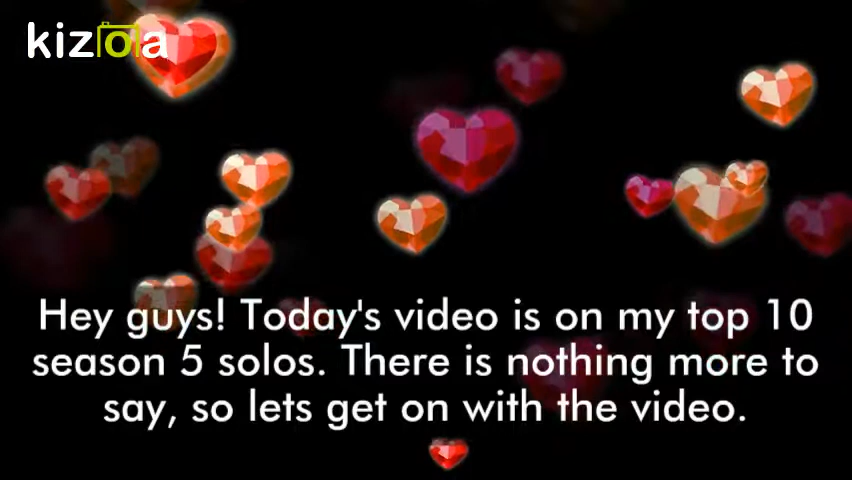 kizoa
Hey guys! Today's video is on my top 10
season 5 solos. There is nothing more to
say, so lets get on with the video.